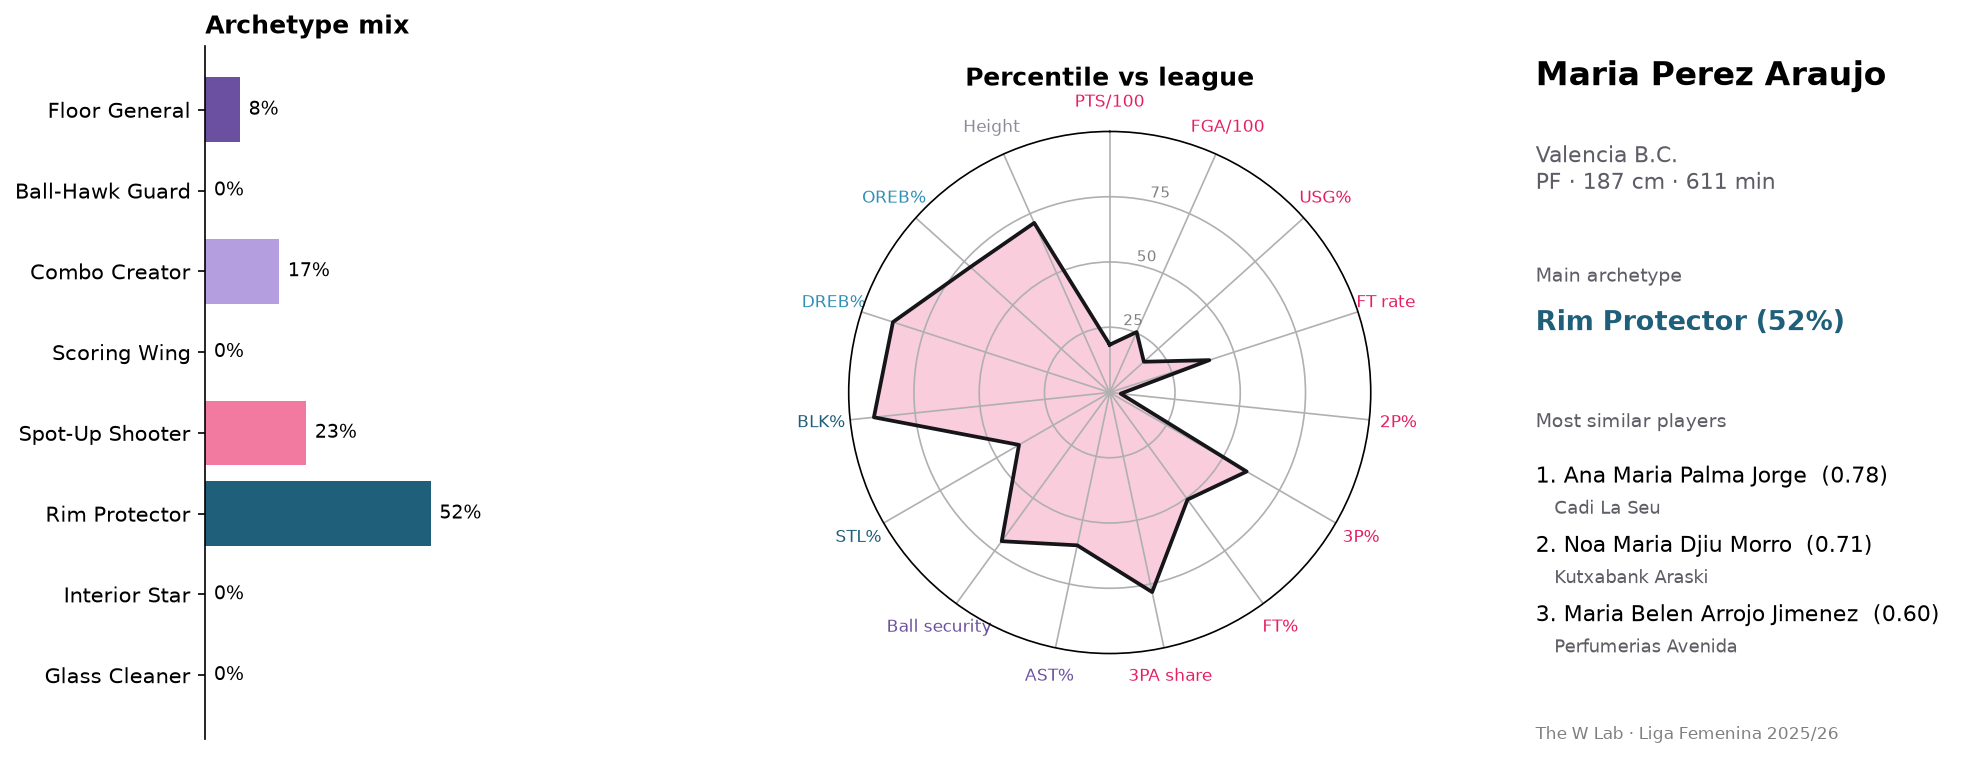 Archetype mix
Floor General
8%
Ball-Hawk Guard
0%
Combo Creator
17%
Scoring Wing
0%
Spot-Up Shooter
23%
Rim Protector
52%
Interior Star
0%
Glass Cleaner
0%
Percentile vs league
PTS/100
FGA/100
USG%
FT rate
2P%
3P%
FT%
3PA share
AST%
Ball security
STL%
BLK%
DREB%
OREB%
Height
75
50
25
Maria Perez Araujo
Valencia B.C.
PF · 187 cm · 611 min
Main archetype
Rim Protector (52%)
Most similar players
1. Ana Maria Palma Jorge (0.78)
Cadi La Seu
2. Noa Maria Djiu Morro (0.71)
Kutxabank Araski
3. Maria Belen Arrojo Jimenez (0.60)
Perfumerias Avenida
The W Lab · Liga Femenina 2025/26